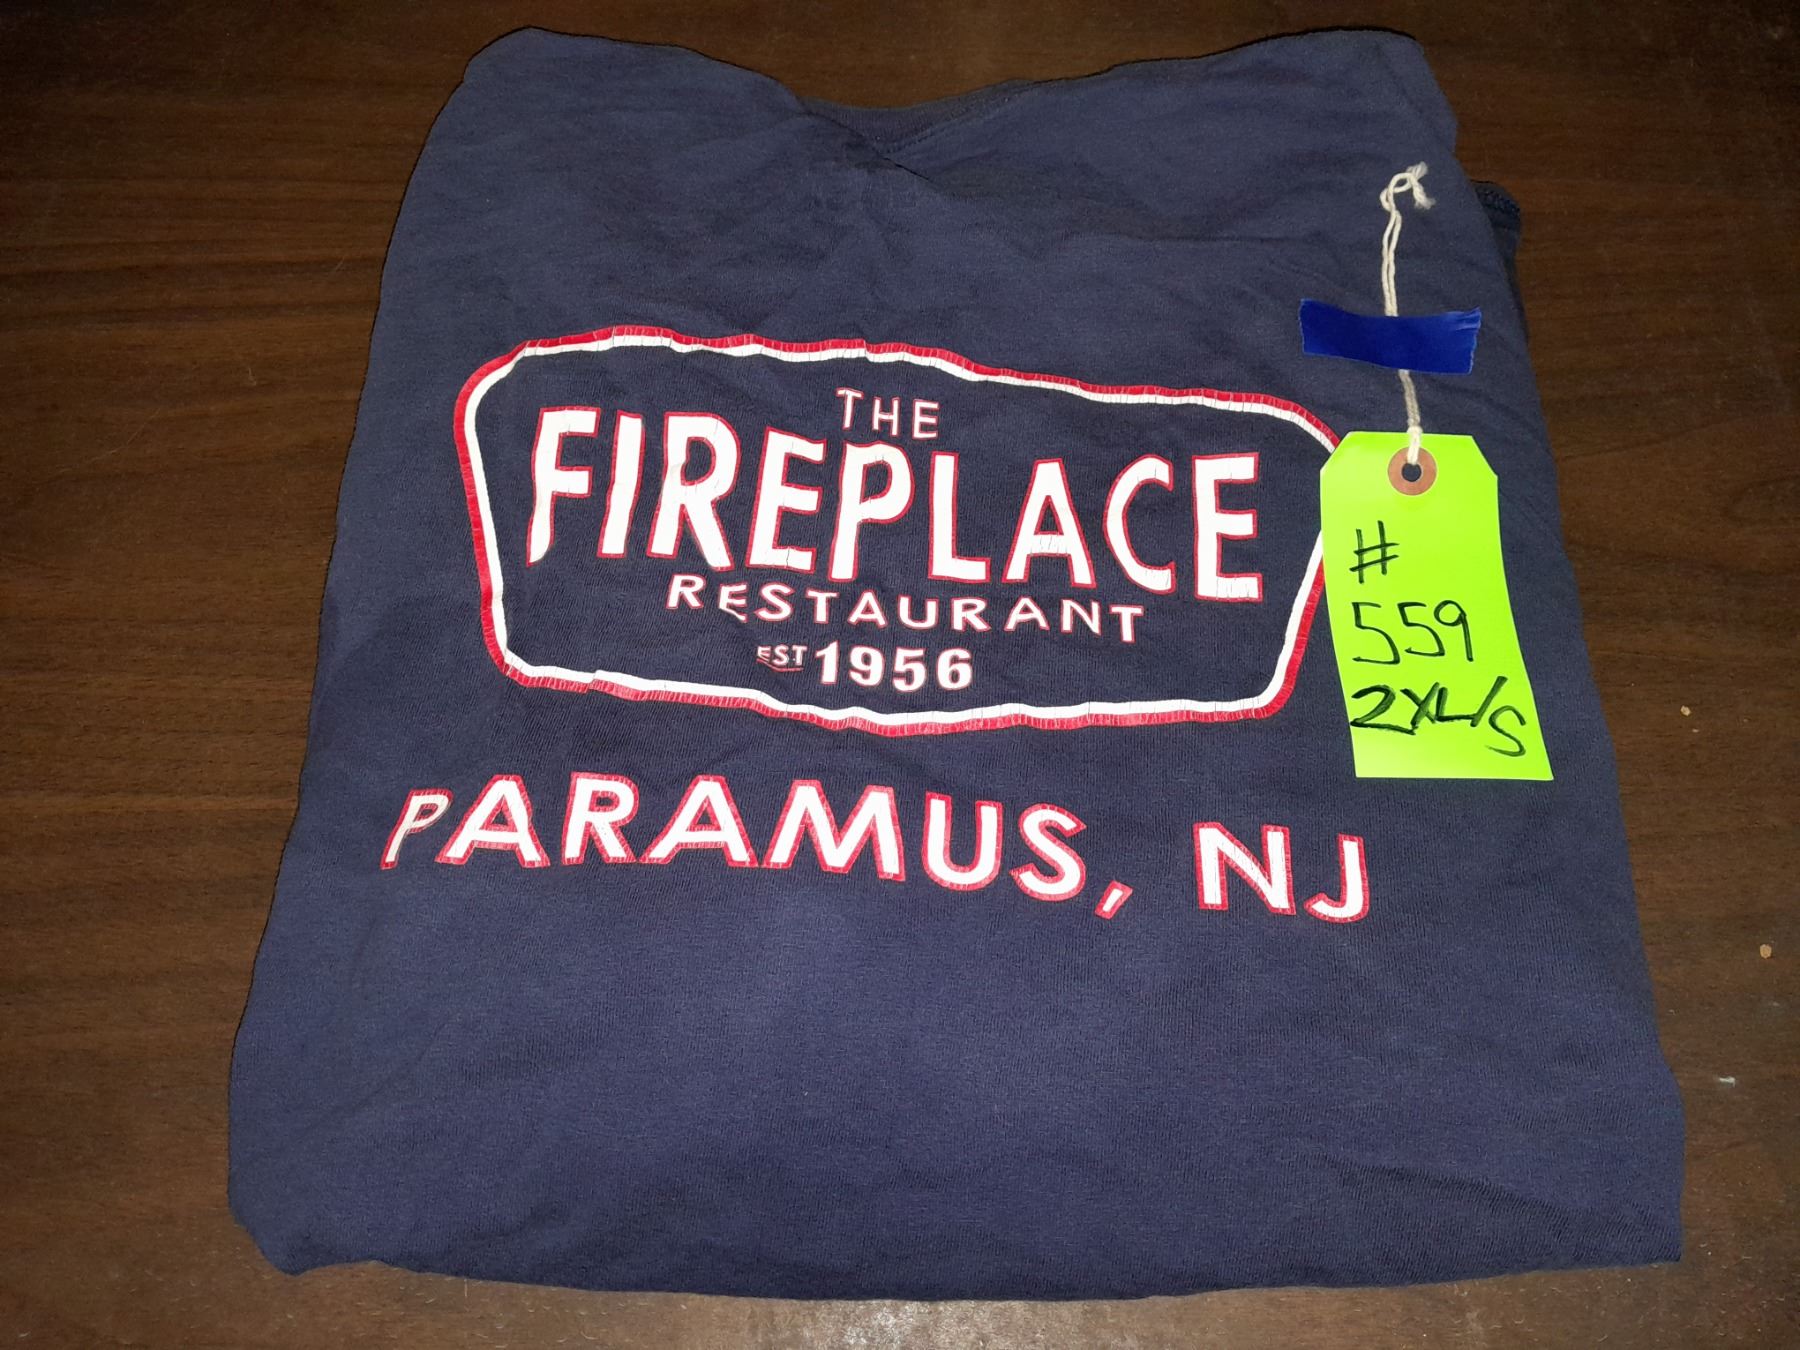 THE
FIREPLACE
RESTAURANT
EST 1956
PARAMUS, NJ
#
559
2XL/S